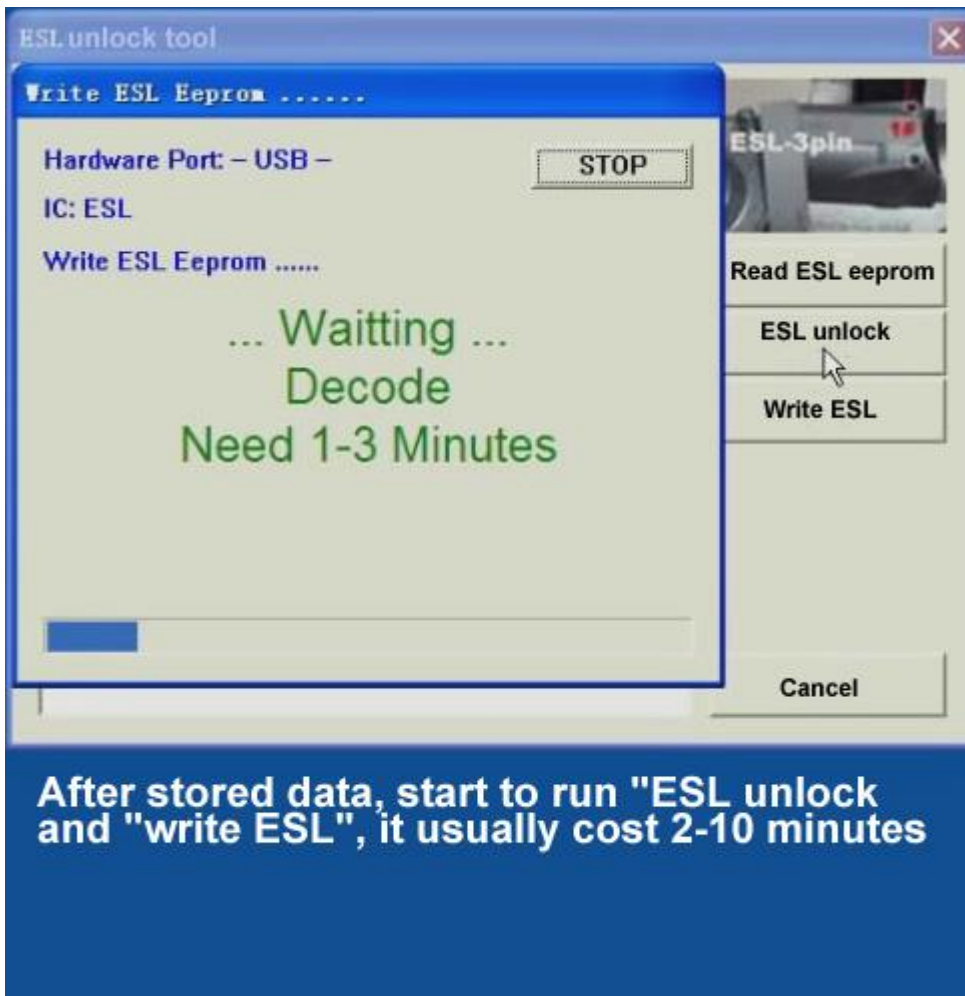 ESL unlock tool
Write ESL Eeprom ......
Hardware Port: – USB –
STOP
IC: ESL
Write ESL Eeprom ......
... Waitting ...
Decode
Need 1-3 Minutes
ESL-3pin
1#
Read ESL eeprom
ESL unlock
Write ESL
Cancel
After stored data, start to run "ESL unlock
and "write ESL", it usually cost 2-10 minutes